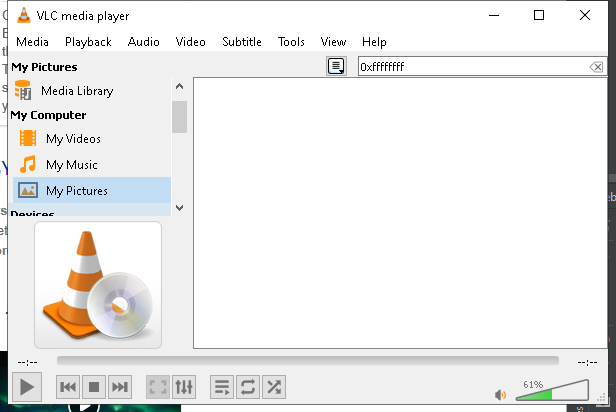 VLC media player
Media Playback Audio Video Subtitle Tools View Help
My Pictures
0xffffffff
Media Library
My Computer
My Videos
My Music
My Pictures
Devices
--:--
--:--
61%